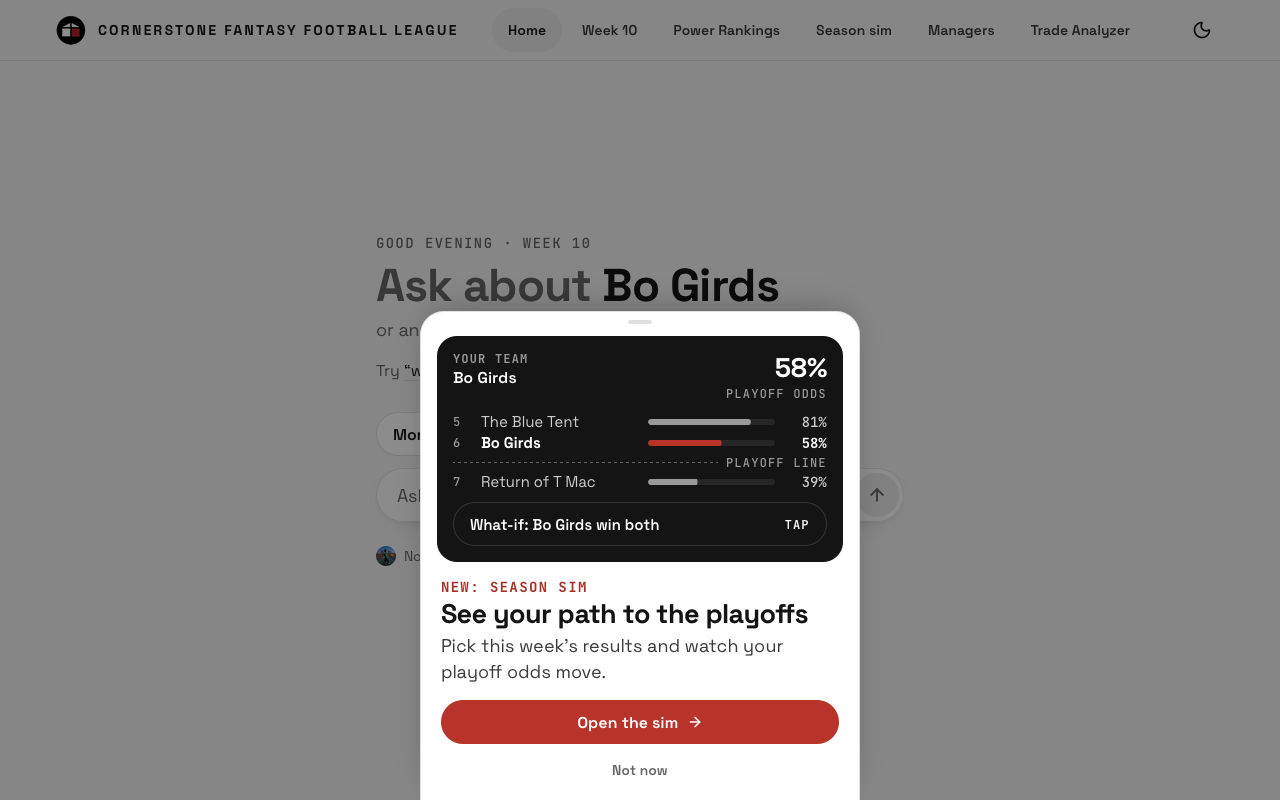 CORNERSTONE FANTASY FOOTBALL LEAGUE
Home
Week 10
Power Rankings
Season sim
Managers
Trade Analyzer
GOOD EVENING · WEEK 10
Ask about Bo Girds
or an
Try “w
Mor
Ask
No
YOUR TEAM
Bo Girds
58%
PLAYOFF ODDS
5 The Blue Tent 81%
6 Bo Girds 58%
PLAYOFF LINE
7 Return of T Mac 39%
What-if: Bo Girds win both TAP
NEW: SEASON SIM
See your path to the playoffs
Pick this week’s results and watch your
playoff odds move.
Open the sim →
Not now